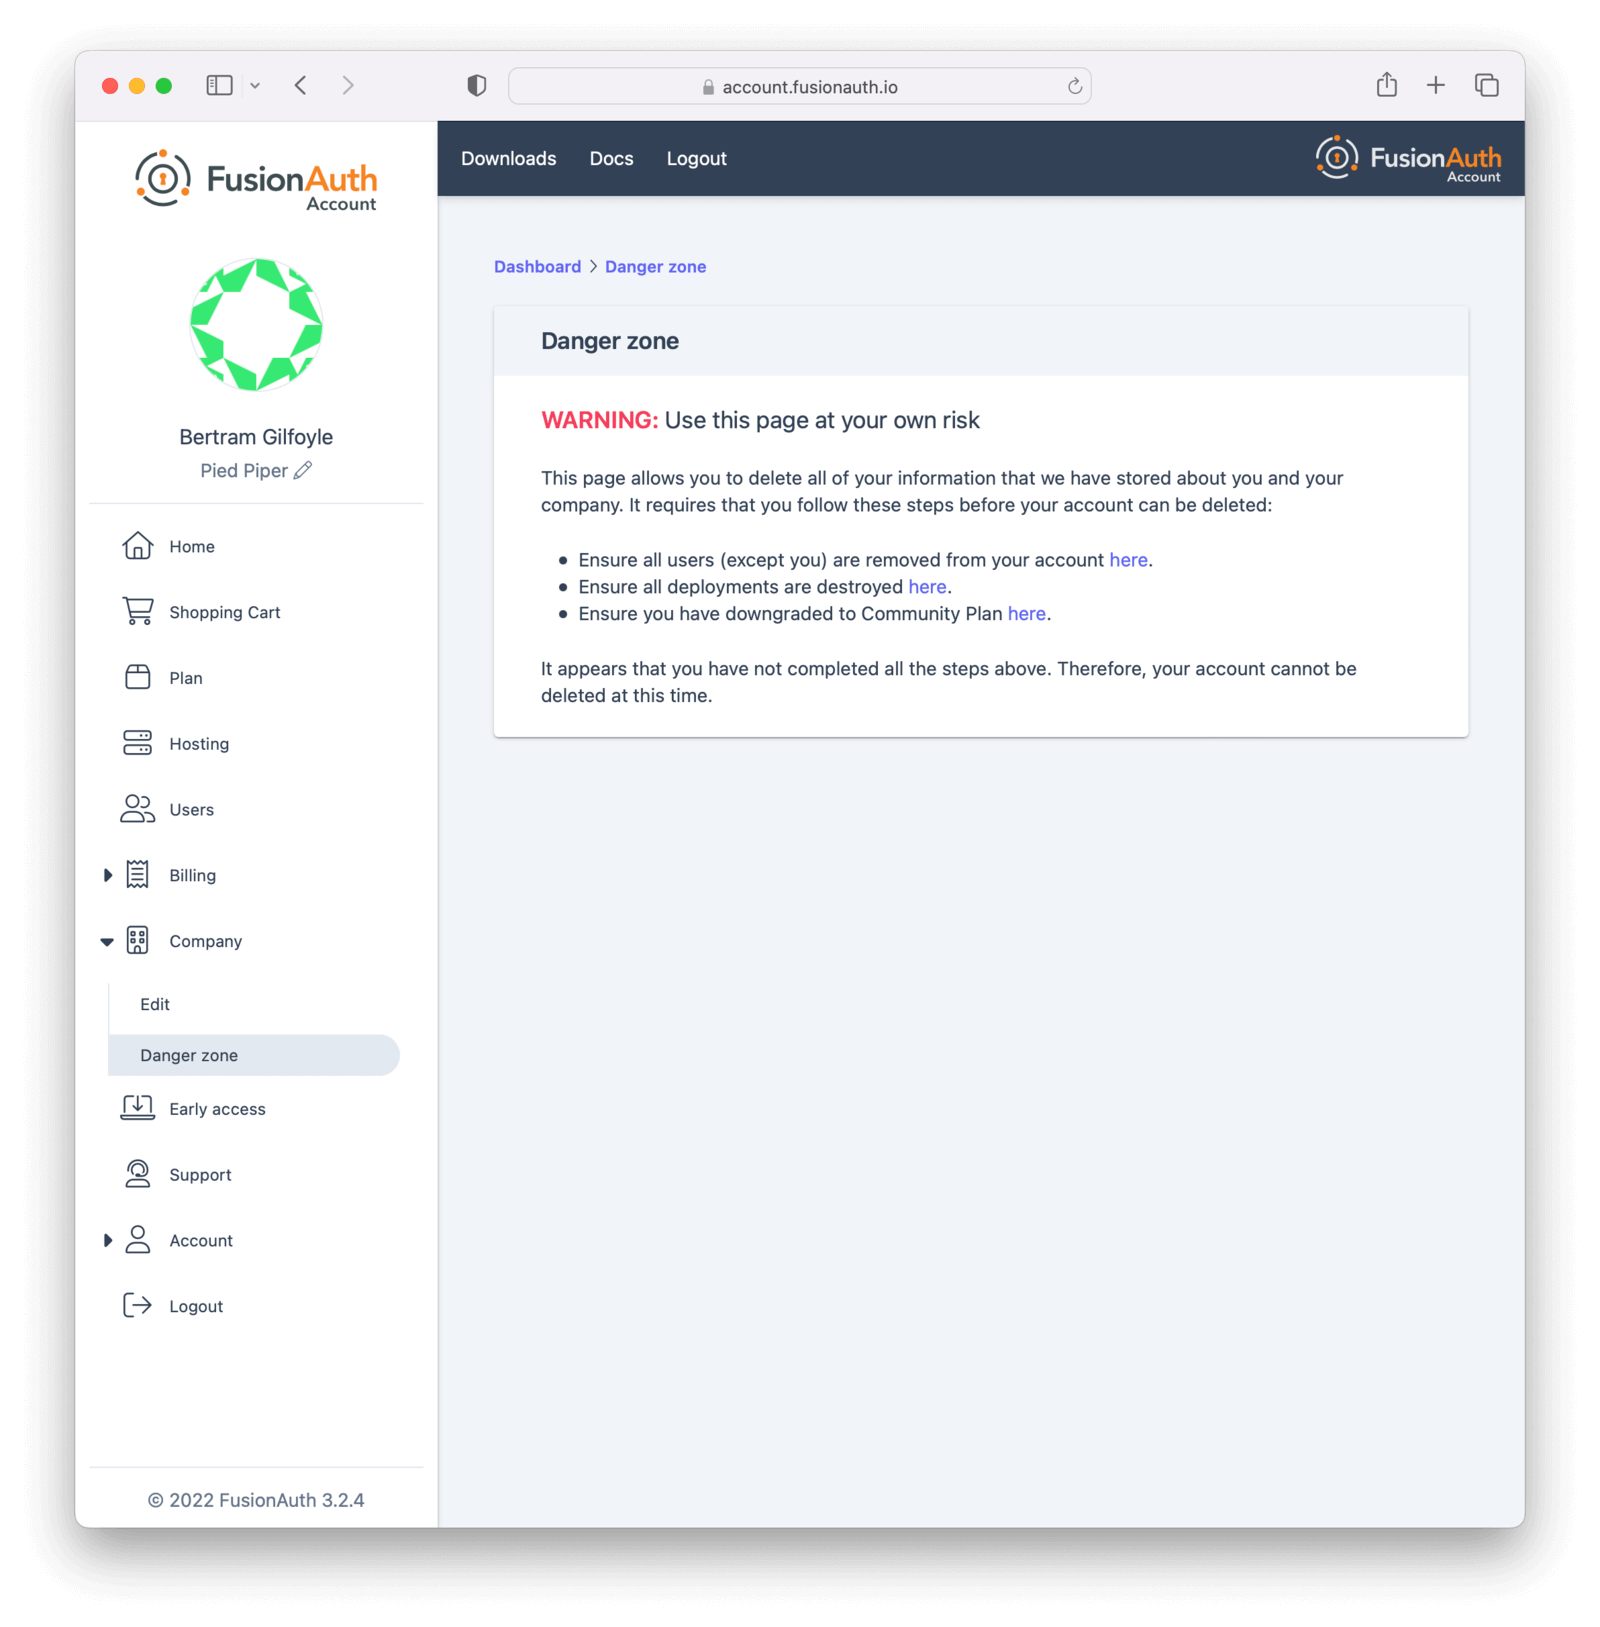 account.fusionauth.io
FusionAuth
Account
Bertram Gilfoyle
Pied Piper
Home
Shopping Cart
Plan
Hosting
Users
Billing
Company
Edit
Danger zone
Early access
Support
Account
Logout
© 2022 FusionAuth 3.2.4
Downloads Docs Logout
FusionAuth
Account
Dashboard > Danger zone
Danger zone
WARNING: Use this page at your own risk
This page allows you to delete all of your information that we have stored about you and your
company. It requires that you follow these steps before your account can be deleted:
• Ensure all users (except you) are removed from your account here.
• Ensure all deployments are destroyed here.
• Ensure you have downgraded to Community Plan here.
It appears that you have not completed all the steps above. Therefore, your account cannot be
deleted at this time.